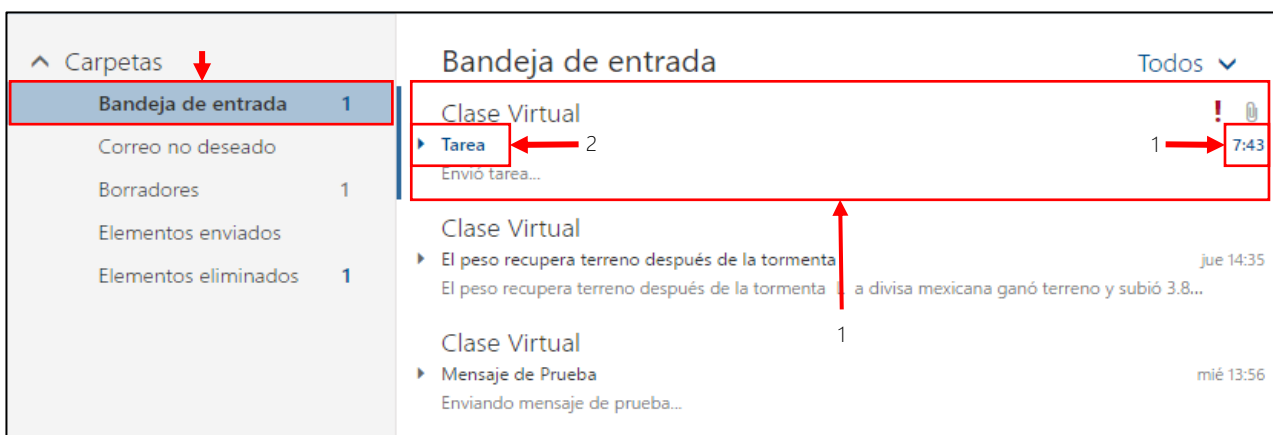 Carpetas
Bandeja de entrada 1
Correo no deseado
Borradores 1
Elementos enviados
Elementos eliminados 1
Bandeja de entrada
Todos
Clase Virtual
Tarea 2 1 7:43
Envió tarea...
Clase Virtual
El peso recupera terreno después de la tormenta jue 14:35
El peso recupera terreno después de la tormenta a divisa mexicana ganó terreno y subió 3.8...
1
Clase Virtual
Mensaje de Prueba mié 13:56
Enviando mensaje de prueba...